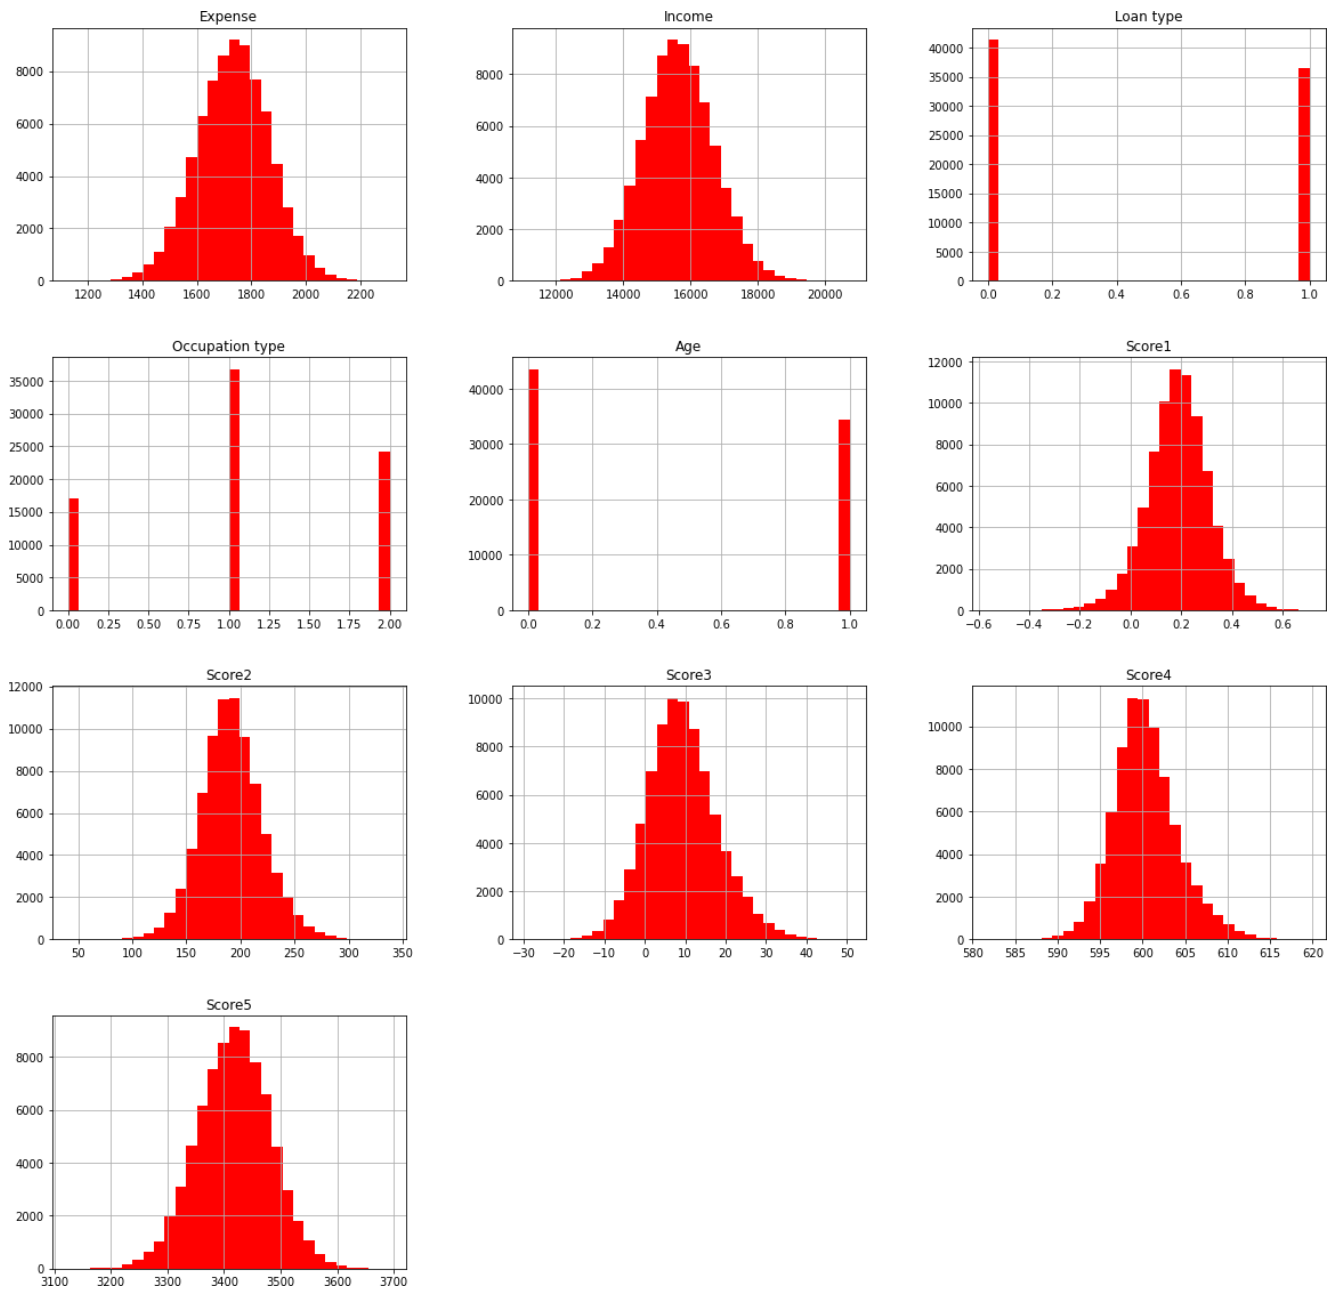 Expense Income Loan type
8000 8000 40000
35000
6000 6000 30000
25000
4000 4000 20000
15000
2000 2000 10000
5000
0 0 0
1200 1400 1600 1800 2000 2200 12000 14000 16000 18000 20000 0.0 0.2 0.4 0.6 0.8 1.0
Occupation type Age Score1
35000 40000 12000
30000 10000
25000 30000 8000
20000 6000
15000 20000 4000
10000 10000 2000
5000
0 0 0
0.00 0.25 0.50 0.75 1.00 1.25 1.50 1.75 2.00 0.0 0.2 0.4 0.6 0.8 1.0 −0.6 −0.4 −0.2 0.0 0.2 0.4 0.6
Score2 Score3 Score4
12000 10000 10000
10000 8000 8000
8000 6000 6000
6000 4000 4000
4000 2000 2000
2000
0 0 0
50 100 150 200 250 300 350 −30 −20 −10 0 10 20 30 40 50 580 585 590 595 600 605 610 615 620
Score5
8000
6000
4000
2000
0
3100 3200 3300 3400 3500 3600 3700